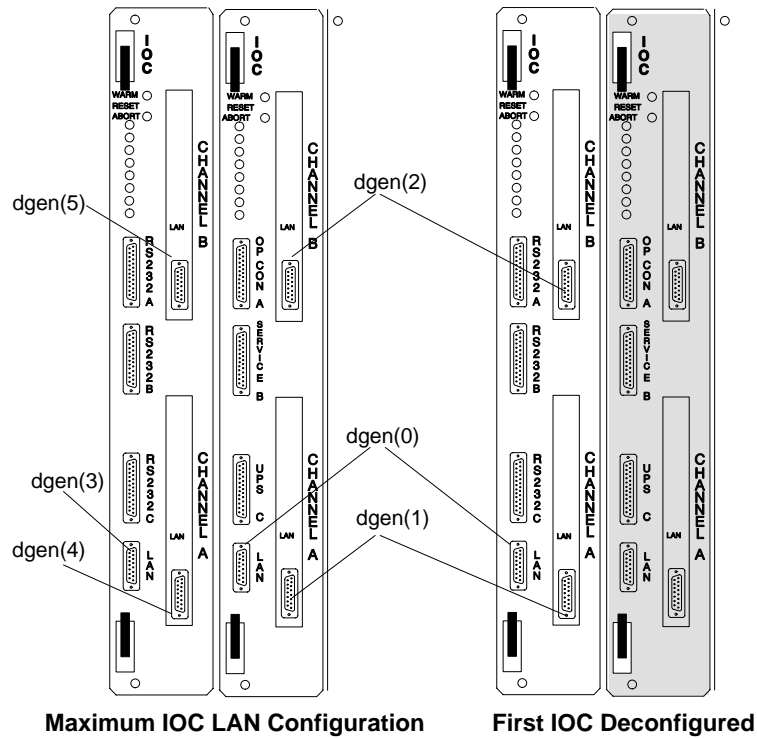 IOC
WARM
RESET
ABORT
CHANNEL B
LAN
RS232 A
RS232B
RS232C
CHANNEL A
LAN
LAN
IOC
WARM
RESET
ABORT
CHANNEL B
LAN
OP CON A
SERVICE B
UPS C
CHANNEL A
LAN
LAN
dgen(5)
dgen(3)
dgen(4)
dgen(2)
dgen(0)
dgen(1)
IOC
WARM
RESET
ABORT
CHANNEL B
LAN
RS232 A
RS232B
RS232C
CHANNEL A
LAN
LAN
IOC
WARM
RESET
ABORT
CHANNEL B
LAN
OP CON A
SERVICE B
UPS C
CHANNEL A
LAN
LAN
Maximum IOC LAN Configuration
First IOC Deconfigured